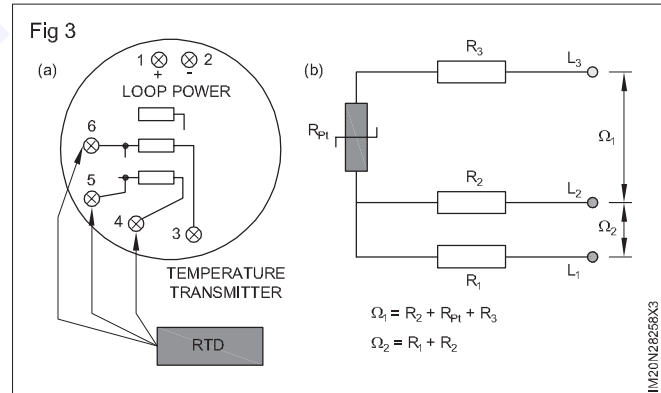 Fig 3
(a)
1 2
+ -
LOOP POWER
6
5
4
3
TEMPERATURE
TRANSMITTER
RTD
(b)
R3
L3
RPt
Ω1
R2
L2
Ω2
R1
L1
Ω1 = R2 + RPt + R3
Ω2 = R1 + R2
IM20N28258X3